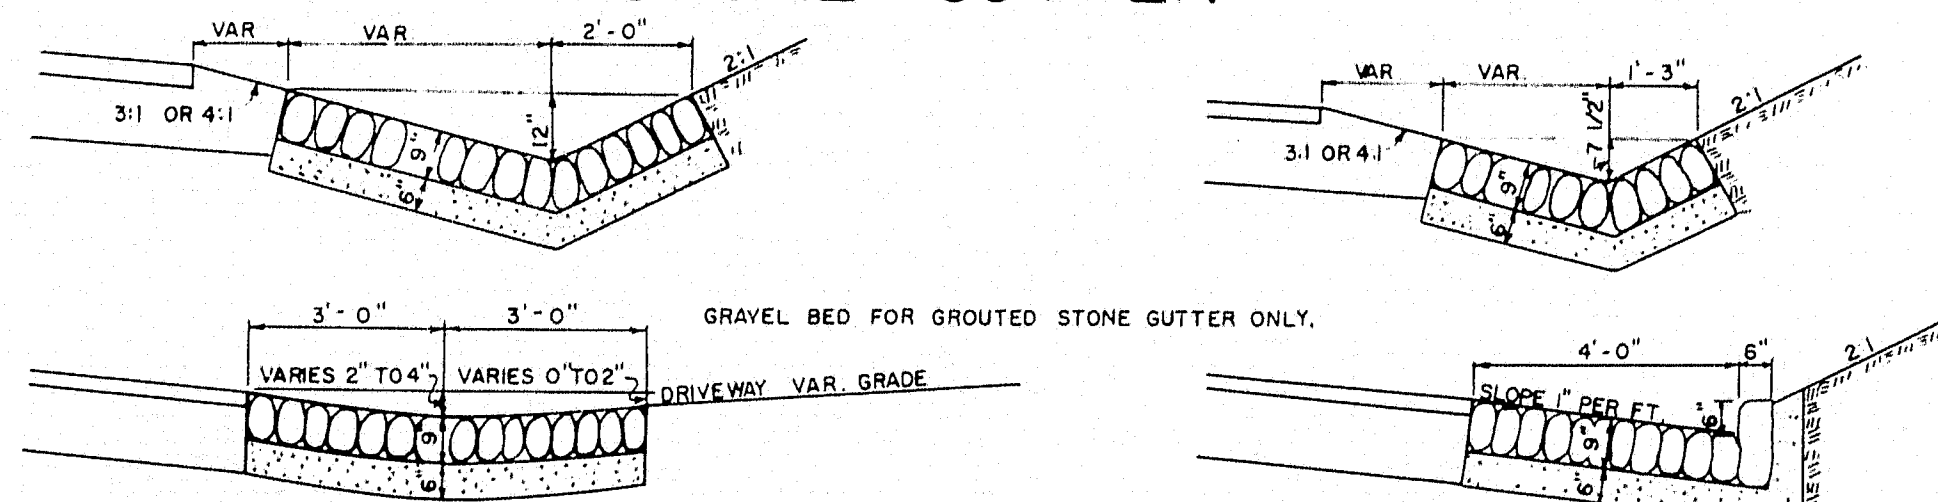 VAR VAR. 2'-0" 2:1
3:1 OR 4:1 12"
9"
6"
VAR VAR. 1'-3" 2:1
3:1 OR 4:1 7 1/2"
9"
6"
3'-0" 3'-0"
GRAVEL BED FOR GROUTED STONE GUTTER ONLY.
VARIES 2" TO 4" VARIES 0" TO 2" DRIVEWAY VAR. GRADE
9"
6"
4'-0" 6" 2:1
SLOPE 1" PER FT. 6"
9"
6"